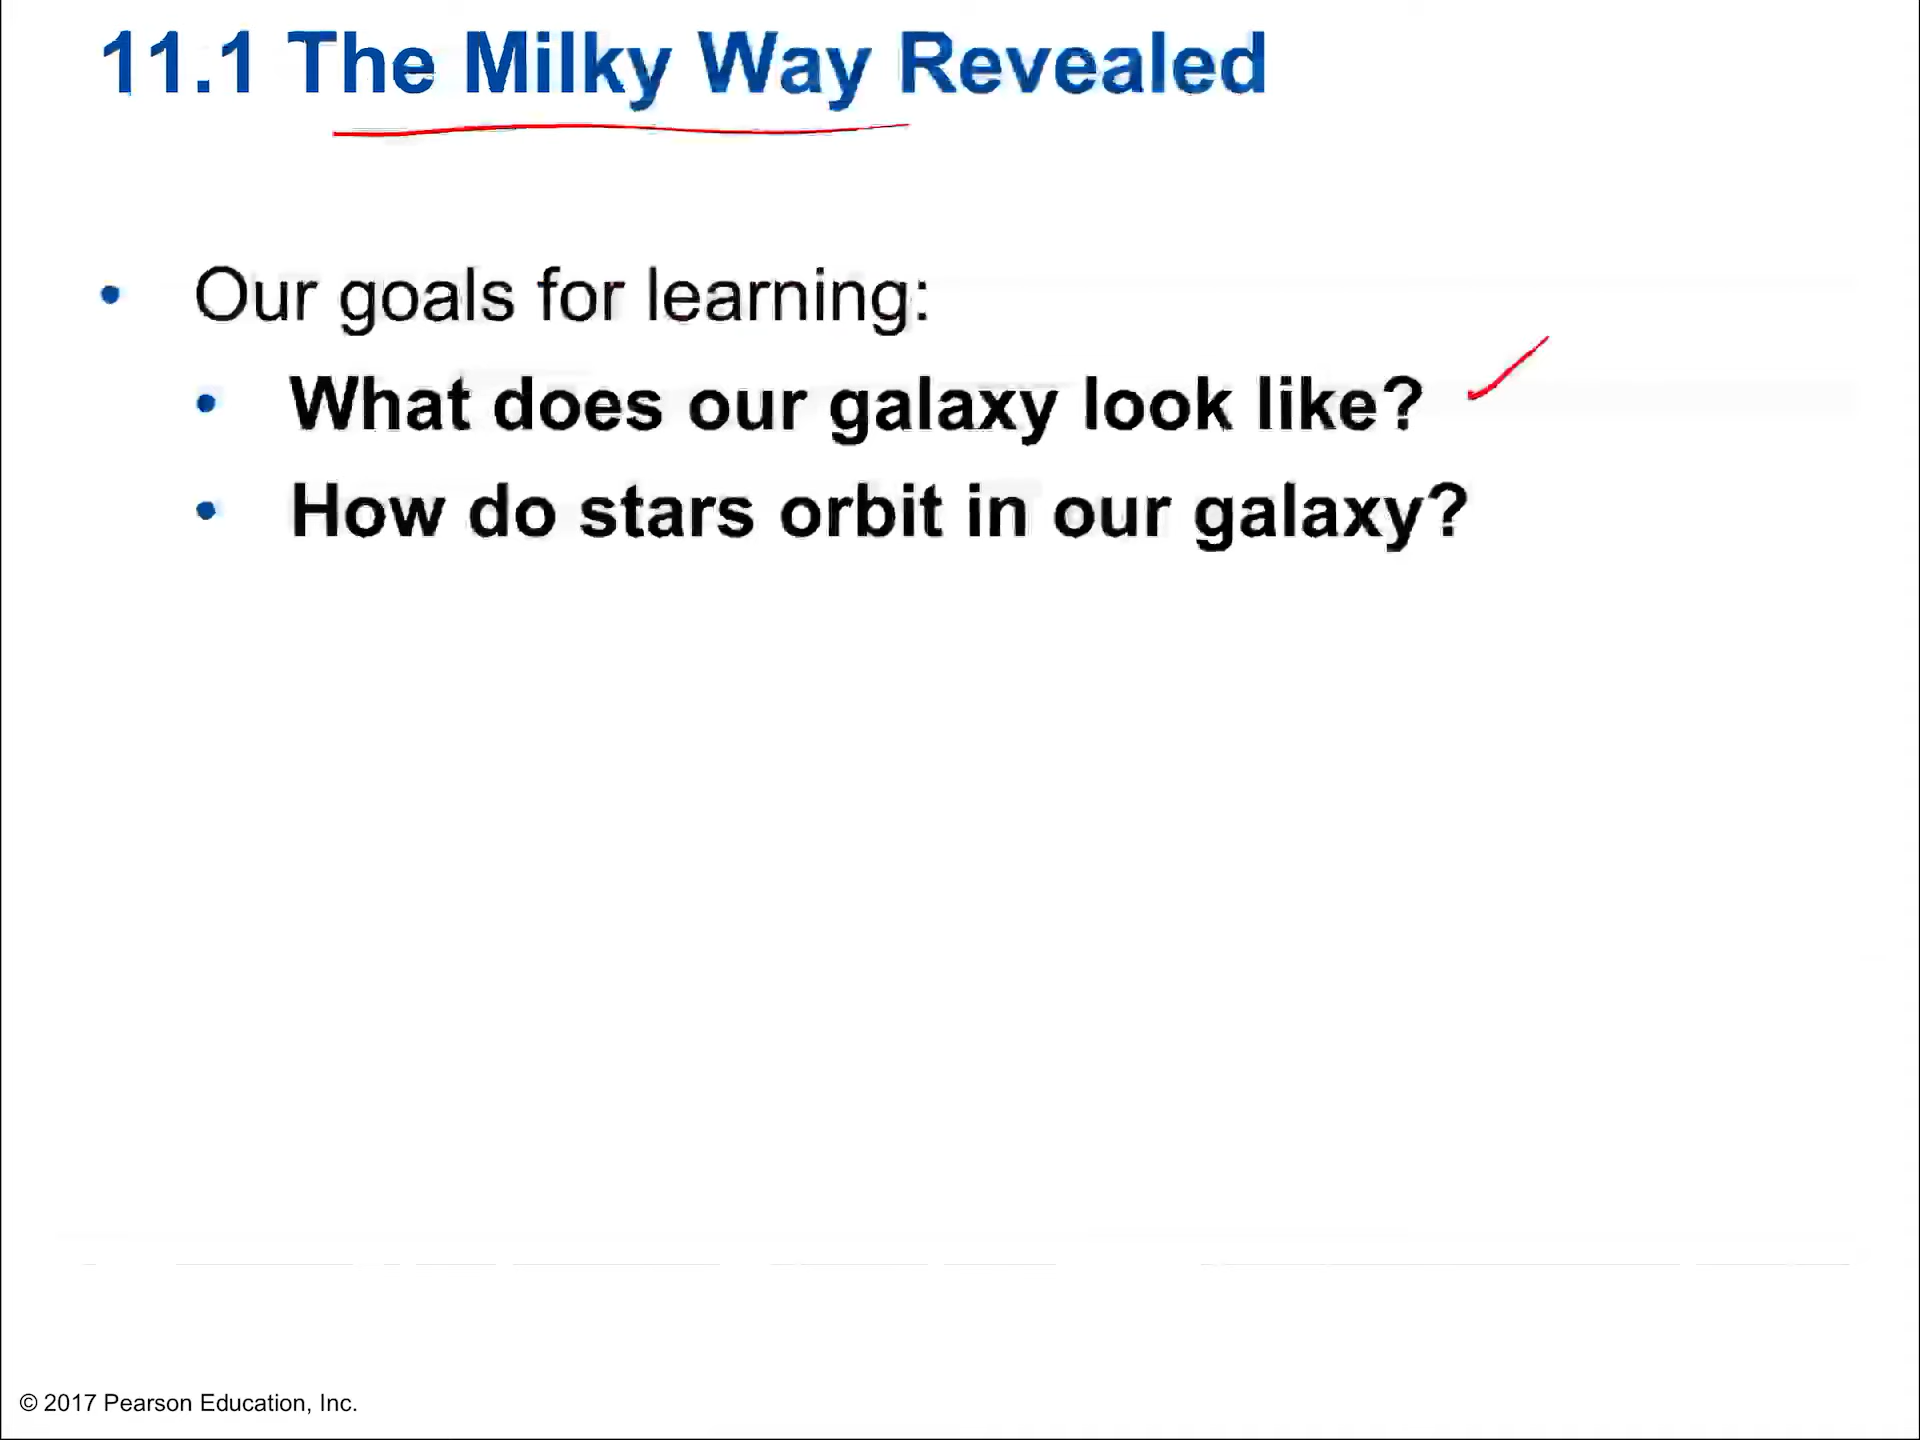 11.1 The Milky Way Revealed
• Our goals for learning:
• What does our galaxy look like?
• How do stars orbit in our galaxy?
© 2017 Pearson Education, Inc.